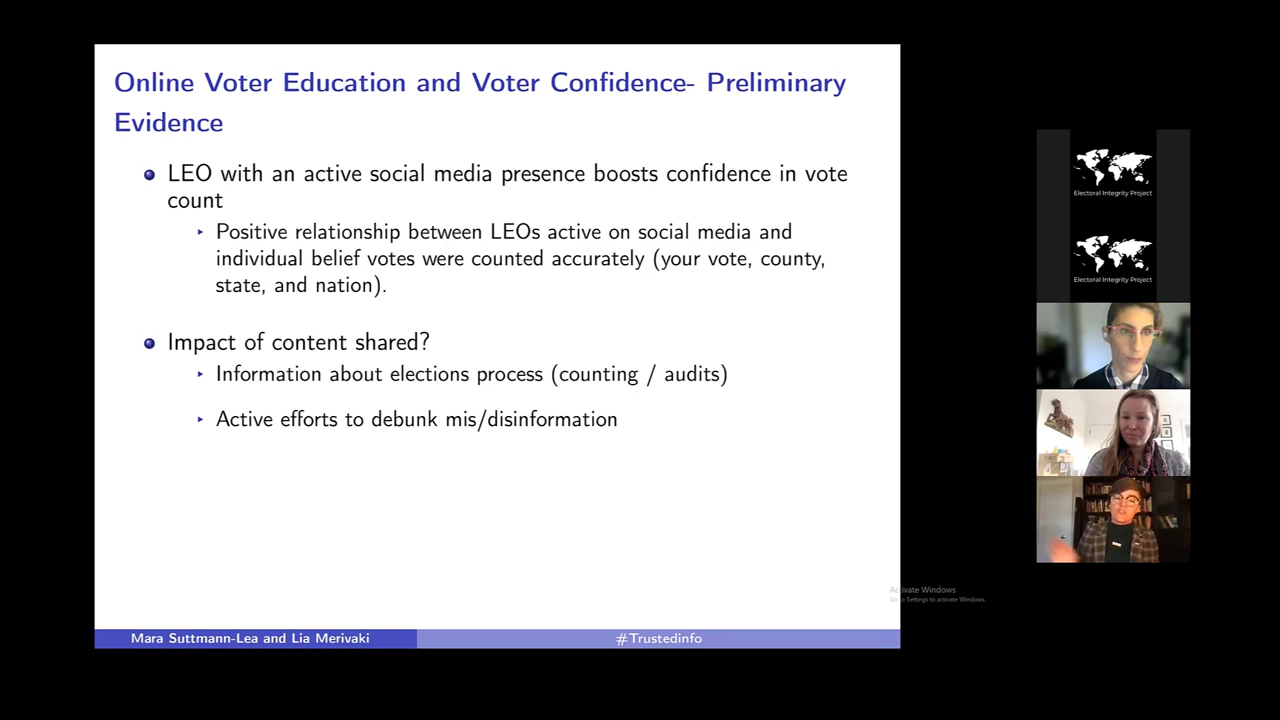 Online Voter Education and Voter Confidence- Preliminary
Evidence
LEO with an active social media presence boosts confidence in vote
count
Positive relationship between LEOs active on social media and
individual belief votes were counted accurately (your vote, county,
state, and nation).
Impact of content shared?
Information about elections process (counting / audits)
Active efforts to debunk mis/disinformation
Mara Suttmann-Lea and Lia Merivaki
#Trustedinfo
Electoral Integrity Project
Electoral Integrity Project
Activate Windows
Go to Settings to activate Windows.